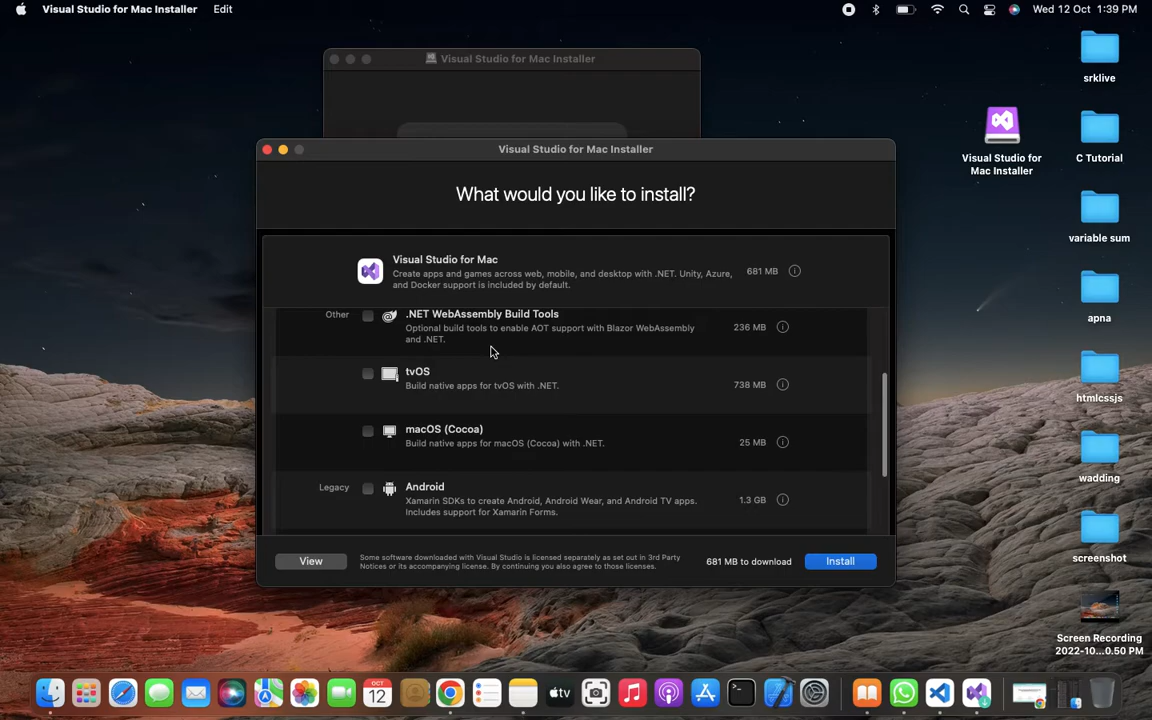 Visual Studio for Mac Installer Edit Wed 12 Oct 1:39 PM
Visual Studio for Mac Installer
Visual Studio for Mac Installer
What would you like to install?
Visual Studio for Mac
Create apps and games across web, mobile, and desktop with .NET. Unity, Azure,
and Docker support is included by default.
681 MB
Other
.NET WebAssembly Build Tools
Optional build tools to enable AOT support with Blazor WebAssembly
and .NET.
236 MB
tvOS
Build native apps for tvOS with .NET.
738 MB
macOS (Cocoa)
Build native apps for macOS (Cocoa) with .NET.
25 MB
Legacy
Android
Xamarin SDKs to create Android, Android Wear, and Android TV apps.
Includes support for Xamarin Forms.
1.3 GB
View
Some software downloaded with Visual Studio is licensed separately as set out in 3rd Party
Notices or its accompanying license. By continuing you also agree to those licenses.
681 MB to download
Install
srklive
Visual Studio for
Mac Installer
C Tutorial
variable sum
apna
htmlcssjs
wadding
screenshot
Screen Recording
2022-10...0.50 PM
OCT
12
tv